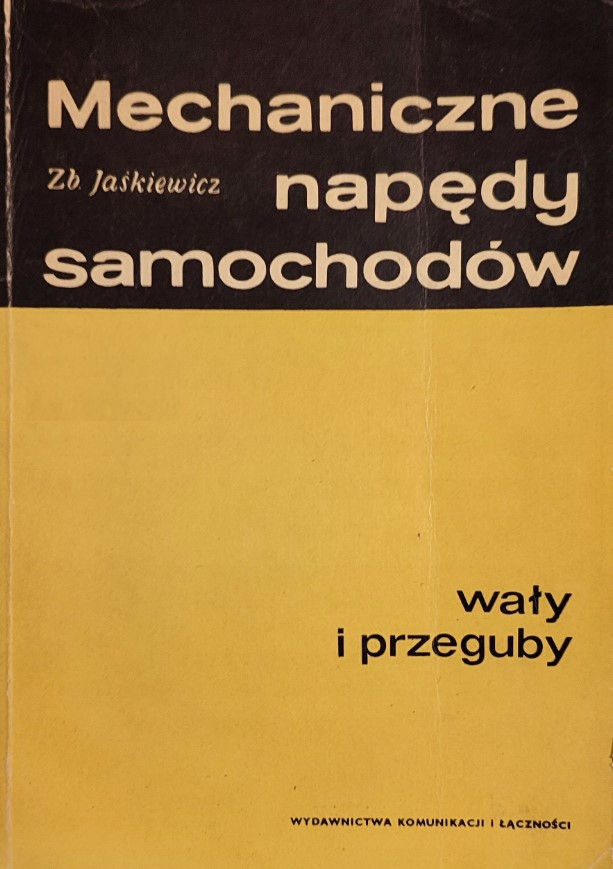 Mechaniczne
Zb. Jaśkiewicz napędy
samochodów
wały
i przeguby
WYDAWNICTWA KOMUNIKACJI I ŁĄCZNOŚCI